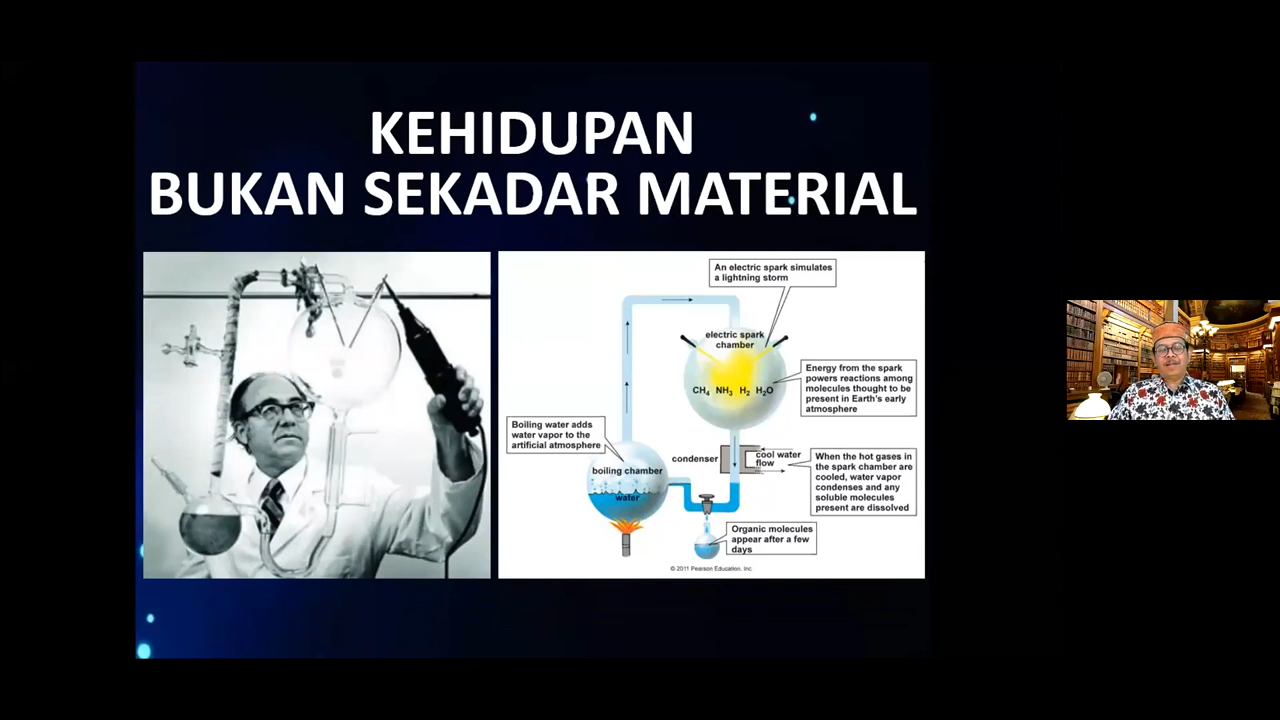 KEHIDUPAN
BUKAN SEKADAR MATERIAL
An electric spark simulates
a lightning storm
electric spark
chamber
CH4 NH3 H2 H2O
Energy from the spark
powers reactions among
molecules thought to be
present in Earth's early
atmosphere
Boiling water adds
water vapor to the
artificial atmosphere
boiling chamber
water
condenser
cool water
flow
When the hot gases in
the spark chamber are
cooled, water vapor
condenses and any
soluble molecules
present are dissolved
Organic molecules
appear after a few
days
© 2011 Pearson Education, Inc